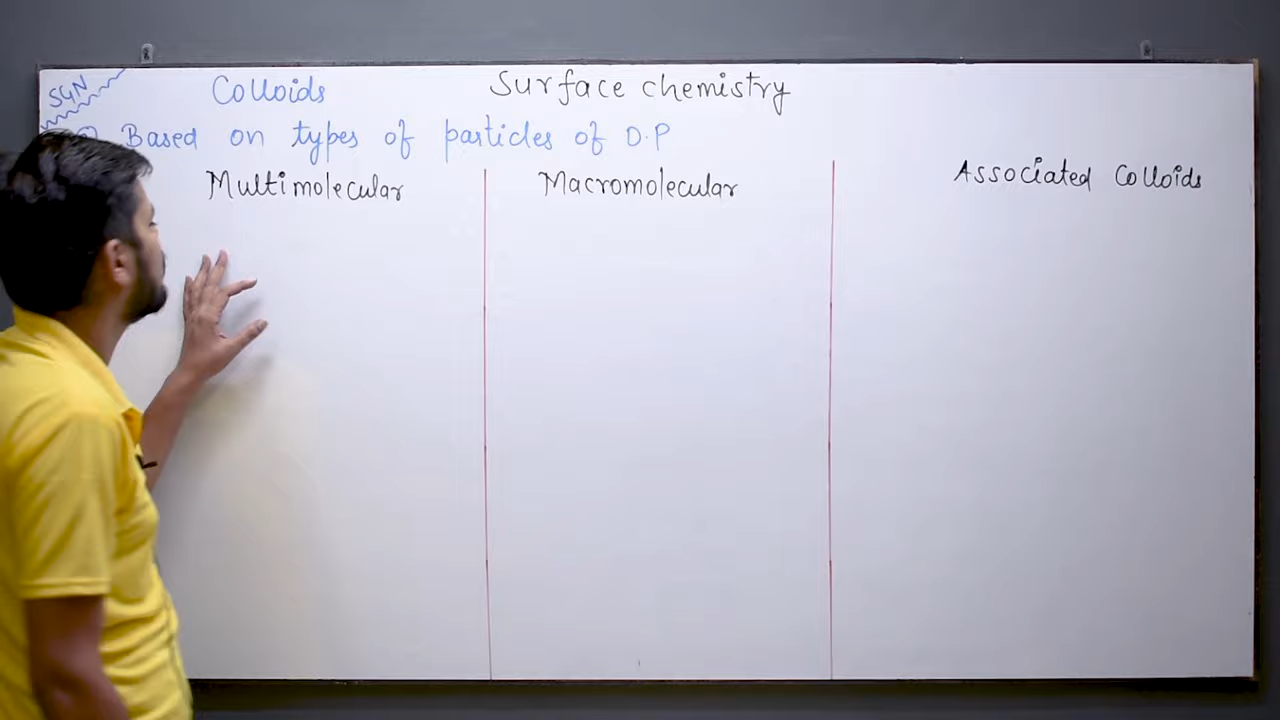 SGN
Colloids
Surface chemistry
Based on types of particles of D.P
Multimolecular
Macromolecular
Associated Colloids